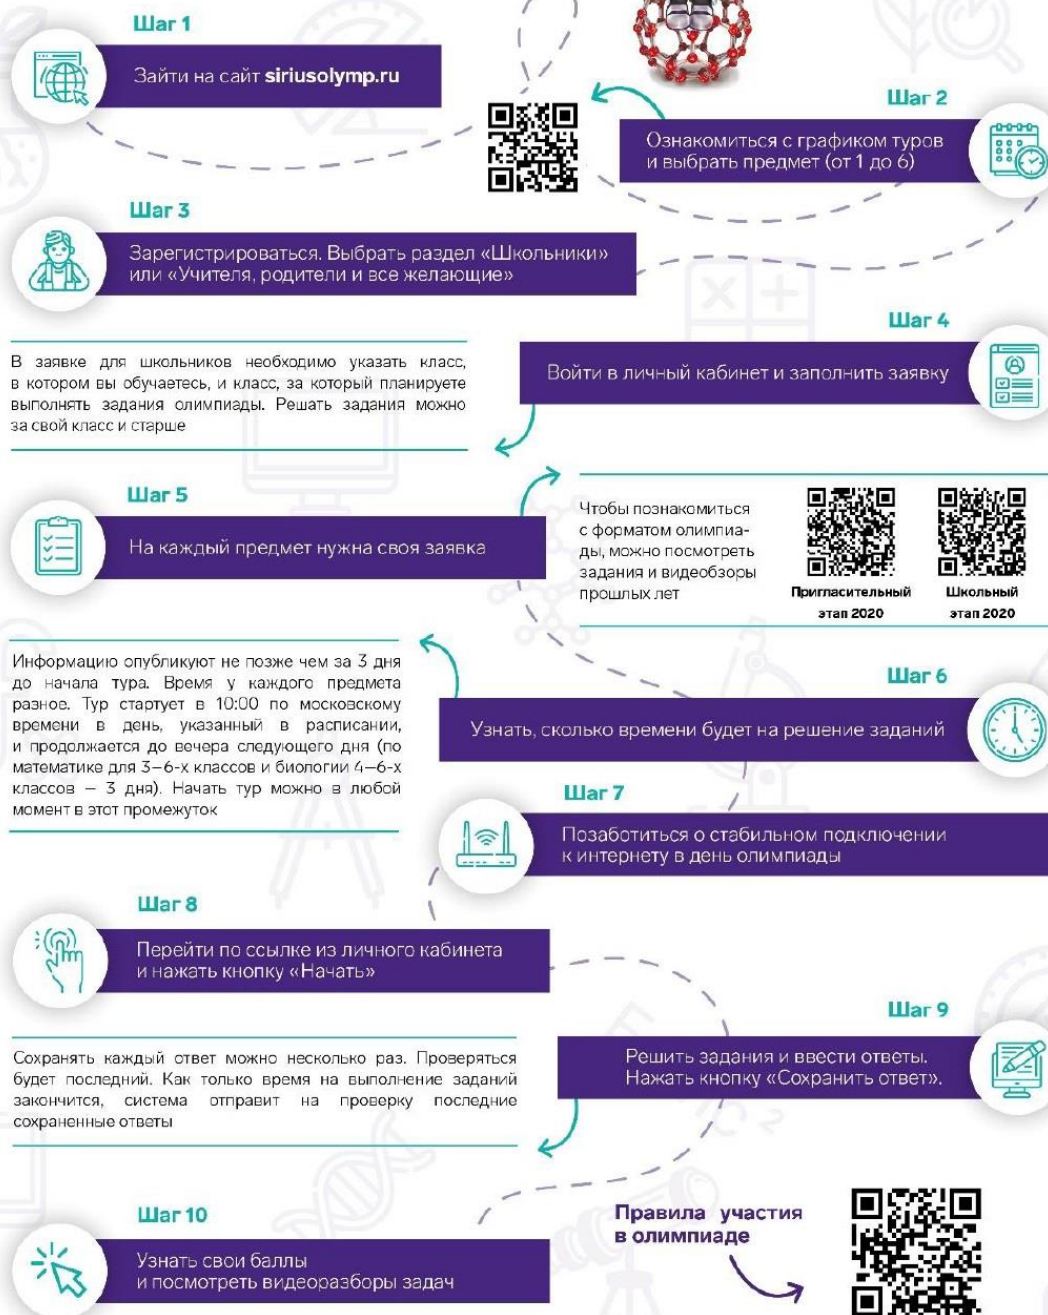 Шаг 1
Зайти на сайт siriusolymp.ru
Шаг 2
Ознакомиться с графиком туров
и выбрать предмет (от 1 до 6)
Шаг 3
Зарегистрироваться. Выбрать раздел «Школьники»
или «Учителя, родители и все желающие»
Шаг 4
Войти в личный кабинет и заполнить заявку
В заявке для школьников необходимо указать класс,
в котором вы обучаетесь, и класс, за который планируете
выполнять задания олимпиады. Решать задания можно
за свой класс и старше
Шаг 5
На каждый предмет нужна своя заявка
Чтобы познакомиться
с форматом олимпиа-
ды, можно посмотреть
задания и видеобзоры
прошлых лет
Пригласительный
этап 2020
Школьный
этап 2020
Шаг 6
Узнать, сколько времени будет на решение заданий
Информацию опубликуют не позже чем за 3 дня
до начала тура. Время у каждого предмета
разное. Тур стартует в 10:00 по московскому
времени в день, указанный в расписании,
и продолжается до вечера следующего дня (по
математике для 3–6-х классов и биологии 4–6-х
классов – 3 дня). Начать тур можно в любой
момент в этот промежуток
Шаг 7
Позаботиться о стабильном подключении
к интернету в день олимпиады
Шаг 8
Перейти по ссылке из личного кабинета
и нажать кнопку «Начать»
Шаг 9
Решить задания и ввести ответы.
Нажать кнопку «Сохранить ответ».
Сохранять каждый ответ можно несколько раз. Проверяться
будет последний. Как только время на выполнение заданий
закончится, система отправит на проверку последние
сохраненные ответы
Шаг 10
Узнать свои баллы
и посмотреть видеоразборы задач
Правила участия
в олимпиаде